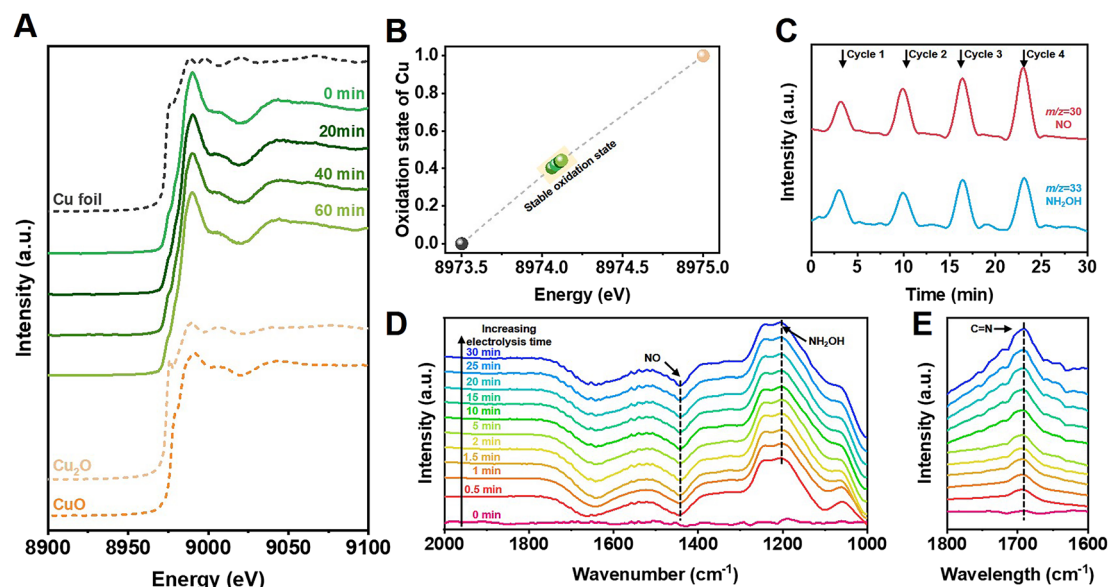 A
Intensity (a.u.)
0 min
20min
40 min
60 min
Cu foil
Cu₂O
CuO
8900 8950 9000 9050 9100
Energy (eV)
B
Oxidation state of Cu
1.0
0.8
0.6
0.4
0.2
0.0
Stable oxidation state
8973.5 8974.0 8974.5 8975.0
Energy (eV)
C
Intensity (a.u.)
Cycle 1 Cycle 2 Cycle 3 Cycle 4
m/z=30
NO
m/z=33
NH₂OH
0 5 10 15 20 25 30
Time (min)
D
Intensity (a.u.)
Increasing
electrolysis time
30 min
25 min
20 min
15 min
10 min
5 min
2 min
1.5 min
1 min
0.5 min
0 min
NO
NH₂OH
2000 1800 1600 1400 1200 1000
Wavenumber (cm⁻¹)
E
Intensity (a.u.)
C=N
1800 1700 1600
Wavelength (cm⁻¹)